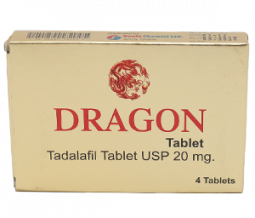 DRAGON
Tablet
Tadalafil Tablet USP 20 mg.
4 Tablets